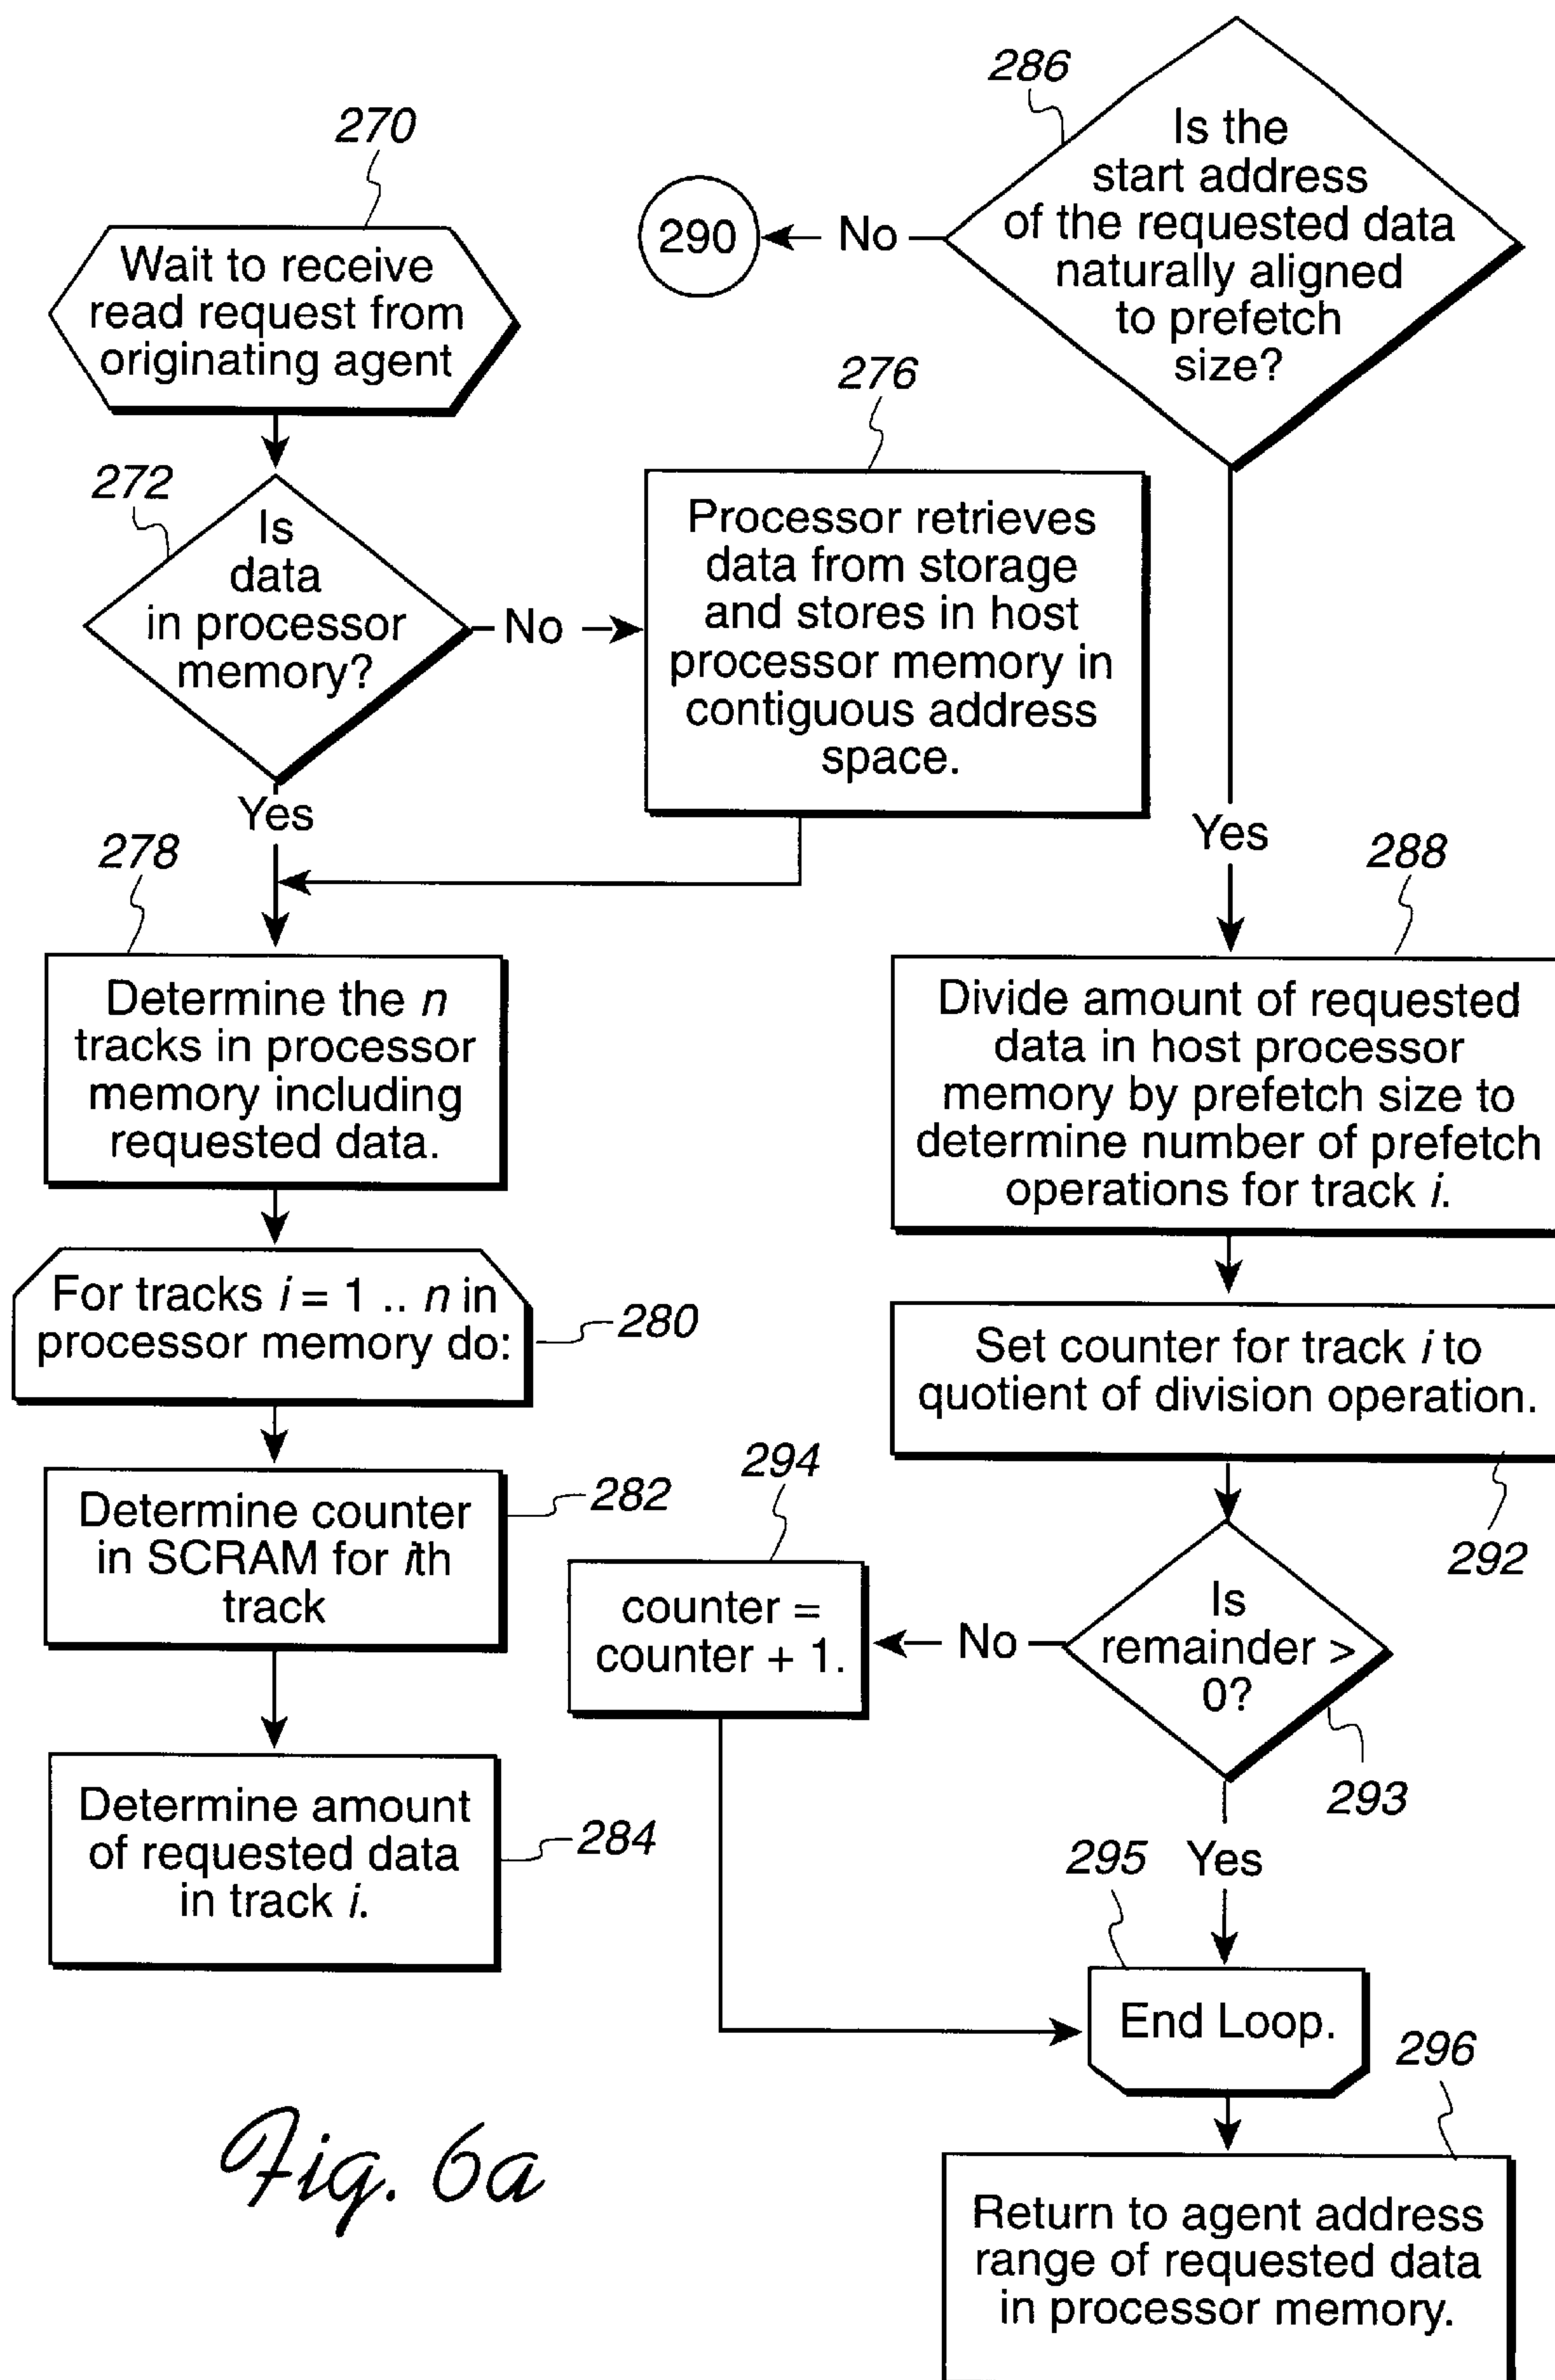 270
Wait to receive
read request from
originating agent
272
Is
data
in processor
memory?
No
Yes
276
Processor retrieves
data from storage
and stores in host
processor memory in
contiguous address
space.
278
Determine the n
tracks in processor
memory including
requested data.
For tracks i = 1 .. n in
processor memory do:
280
Determine counter
in SCRAM for ith
track
282
Determine amount
of requested data
in track i.
284
286
Is the
start address
of the requested data
naturally aligned
to prefetch
size?
No
290
Yes
288
Divide amount of requested
data in host processor
memory by prefetch size to
determine number of prefetch
operations for track i.
Set counter for track i to
quotient of division operation.
292
Is
remainder >
0?
293
No
294
counter =
counter + 1.
Yes
295
End Loop.
296
Return to agent address
range of requested data
in processor memory.
Fig. 6a